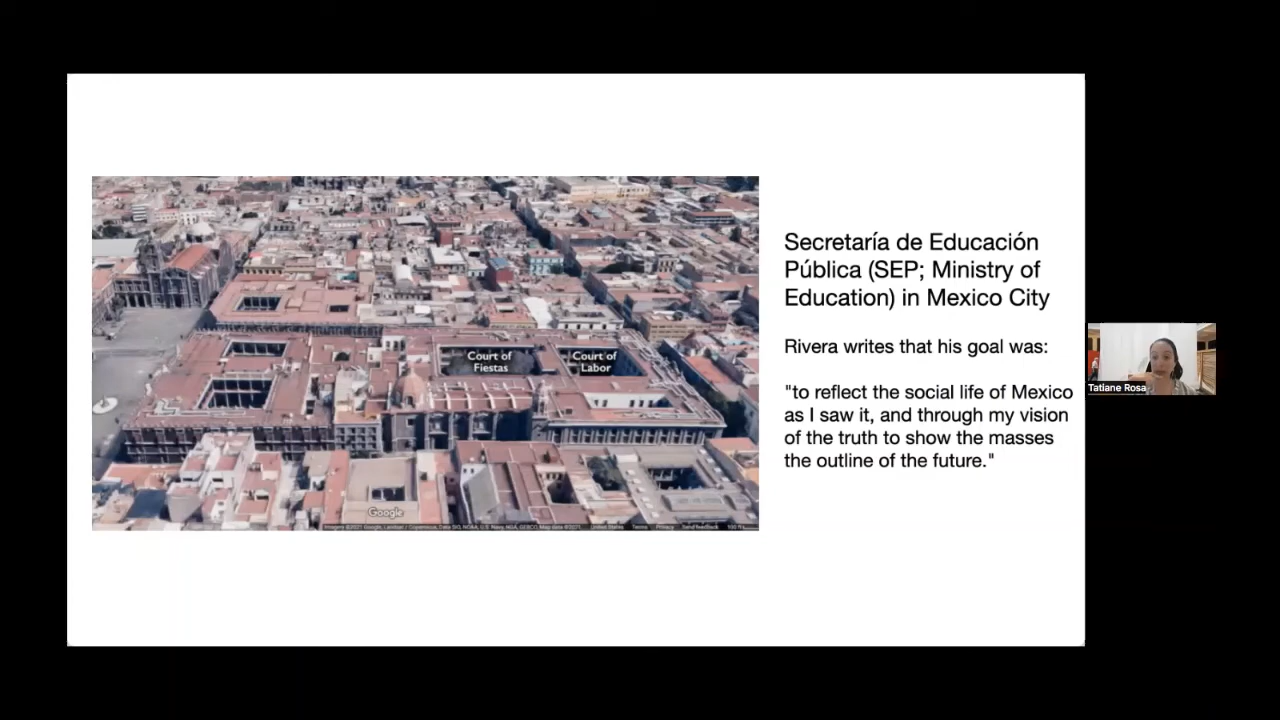 Court of
Fiestas
Court of
Labor
Google
Secretaría de Educación
Pública (SEP; Ministry of
Education) in Mexico City
Rivera writes that his goal was:
"to reflect the social life of Mexico
as I saw it, and through my vision
of the truth to show the masses
the outline of the future."
Tatiane Rosa